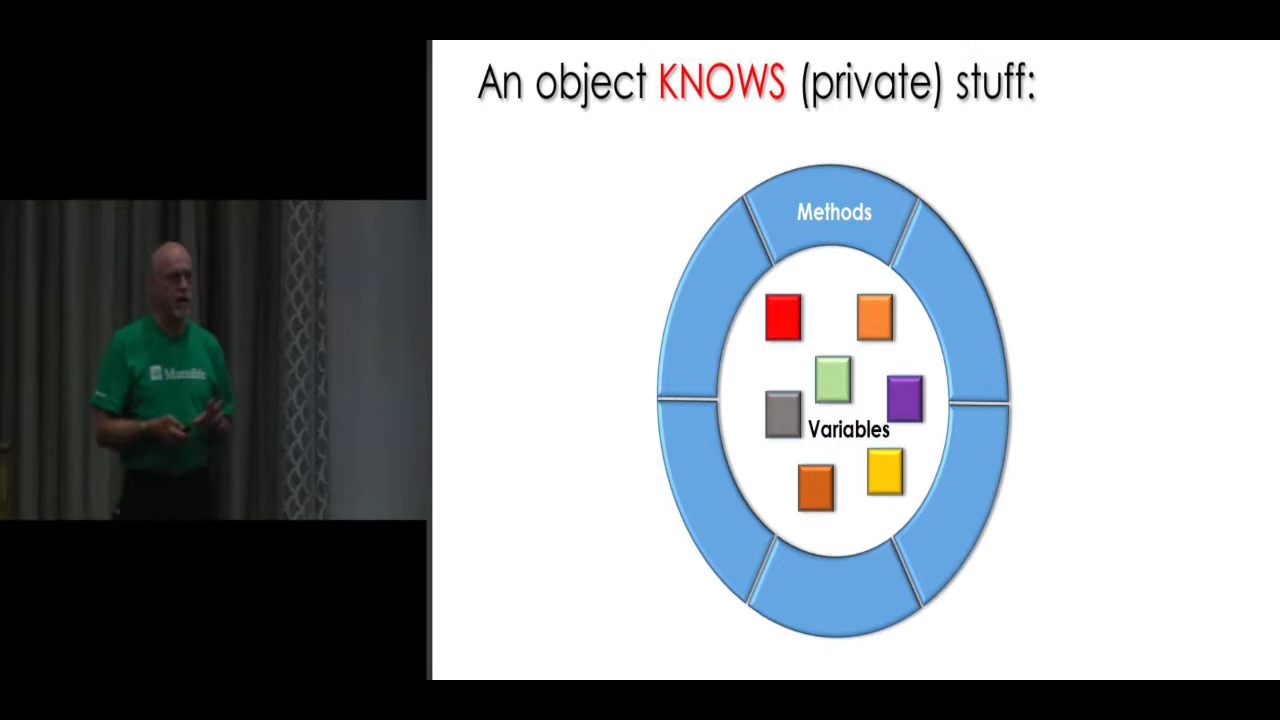 An object KNOWS (private) stuff:
Methods
Variables